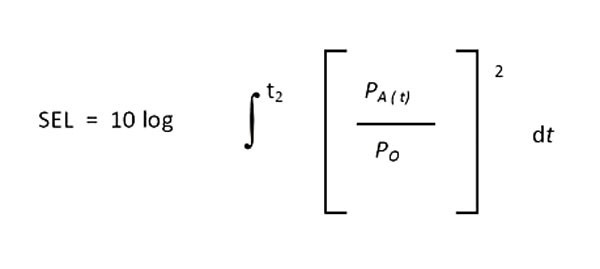 SEL = 10 log ∫ t₂ [ P_A(t) / P_O ] ² dt